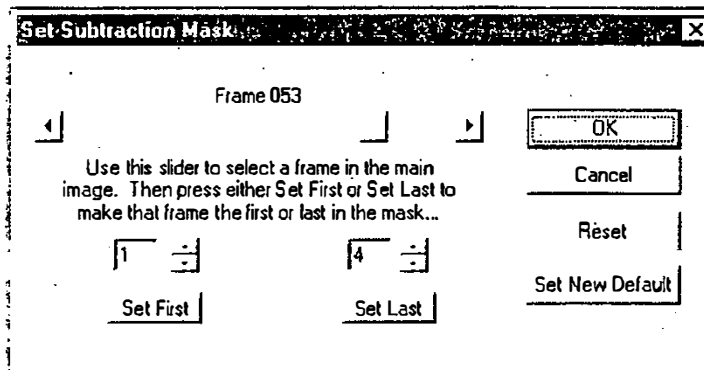 Set Subtraction Mask
Frame 053
OK
Use this slider to select a frame in the main
image. Then press either Set First or Set Last to
make that frame the first or last in the mask...
Cancel
Reset
1
4
Set New Default
Set First
Set Last